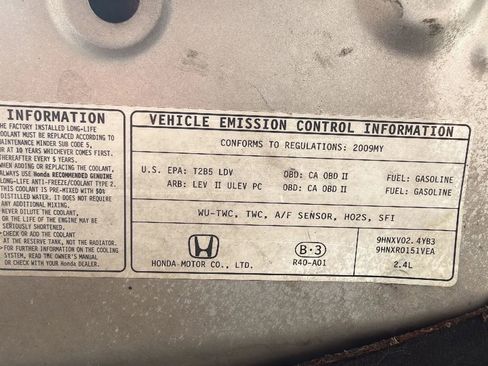 INFORMATION
THE FACTORY INSTALLED LONG-LIFE
COOLANT MUST BE REPLACED ACCORDING TO
MAINTENANCE MINDER SUB CODE 5,
OR AT 10 YEARS WHICHEVER COMES FIRST.
THEREAFTER EVERY 5 YEARS.
ALWAYS USE Honda RECOMMENDED GENUINE
LONG-LIFE ANTI-FREEZE/COOLANT TYPE 2.
THIS COOLANT IS PRE-MIXED WITH 50%
DISTILLED WATER. IT DOES NOT REQUIRE
ANY ADDITIONAL MIXING.
NEVER DILUTE THE COOLANT,
OR THE LIFE OF THE ENGINE MAY BE
SERIOUSLY SHORTENED.
>CHECK OR ADD THE COOLANT
AT THE RESERVE TANK, NOT THE RADIATOR.
>FOR FURTHER INFORMATION ON THE COOLING
SYSTEM, READ THE OWNER'S MANUAL
OR CHECK WITH YOUR Honda DEALER.
VEHICLE EMISSION CONTROL INFORMATION
CONFORMS TO REGULATIONS: 2009MY
U.S. EPA: T2B5 LDV OBD: CA OBD II FUEL: GASOLINE
ARB: LEV II ULEV PC OBD: CA OBD II FUEL: GASOLINE
WU-TWC, TWC, A/F SENSOR, HO2S, SFI
HONDA MOTOR CO., LTD.
B·3
R40-A01
9HNXV02.4YB3
9HNXR0151VEA
2.4L